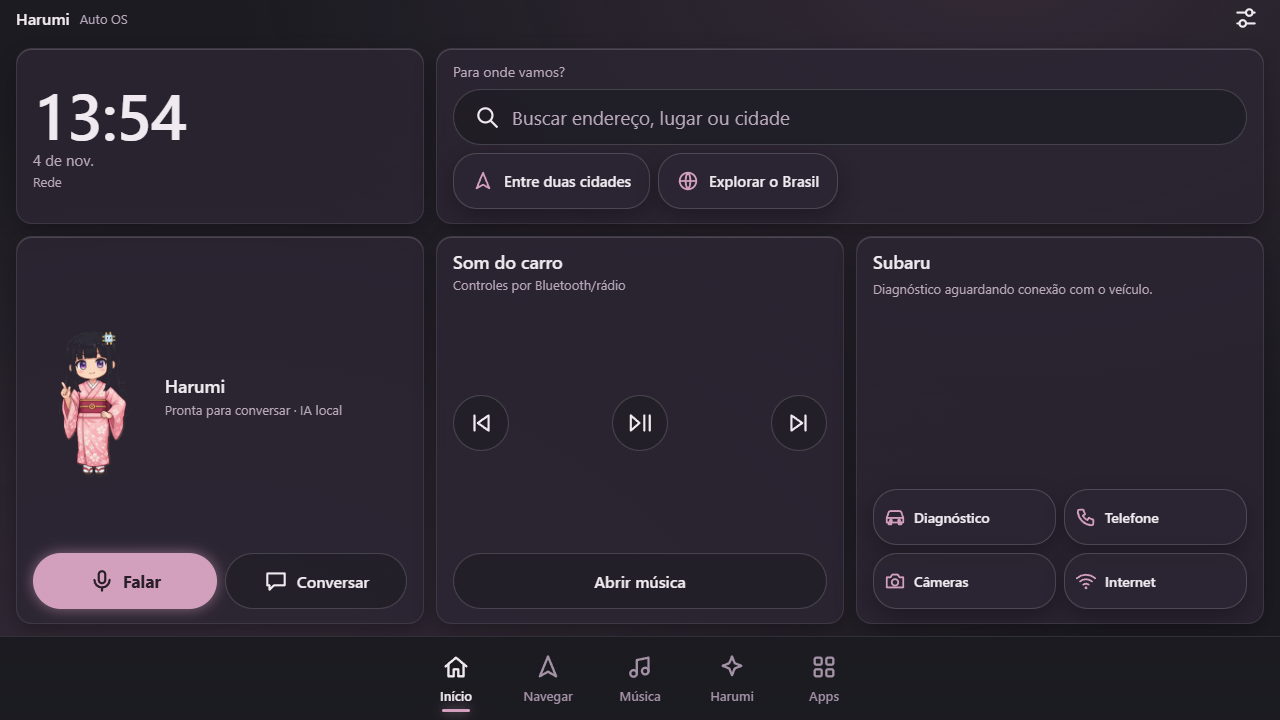 Harumi Auto OS
13:54
4 de nov.
Rede
Para onde vamos?
Buscar endereço, lugar ou cidade
Entre duas cidades
Explorar o Brasil
Harumi
Pronta para conversar · IA local
Falar
Conversar
Som do carro
Controles por Bluetooth/rádio
Abrir música
Subaru
Diagnóstico aguardando conexão com o veículo.
Diagnóstico
Telefone
Câmeras
Internet
Início
Navegar
Música
Harumi
Apps